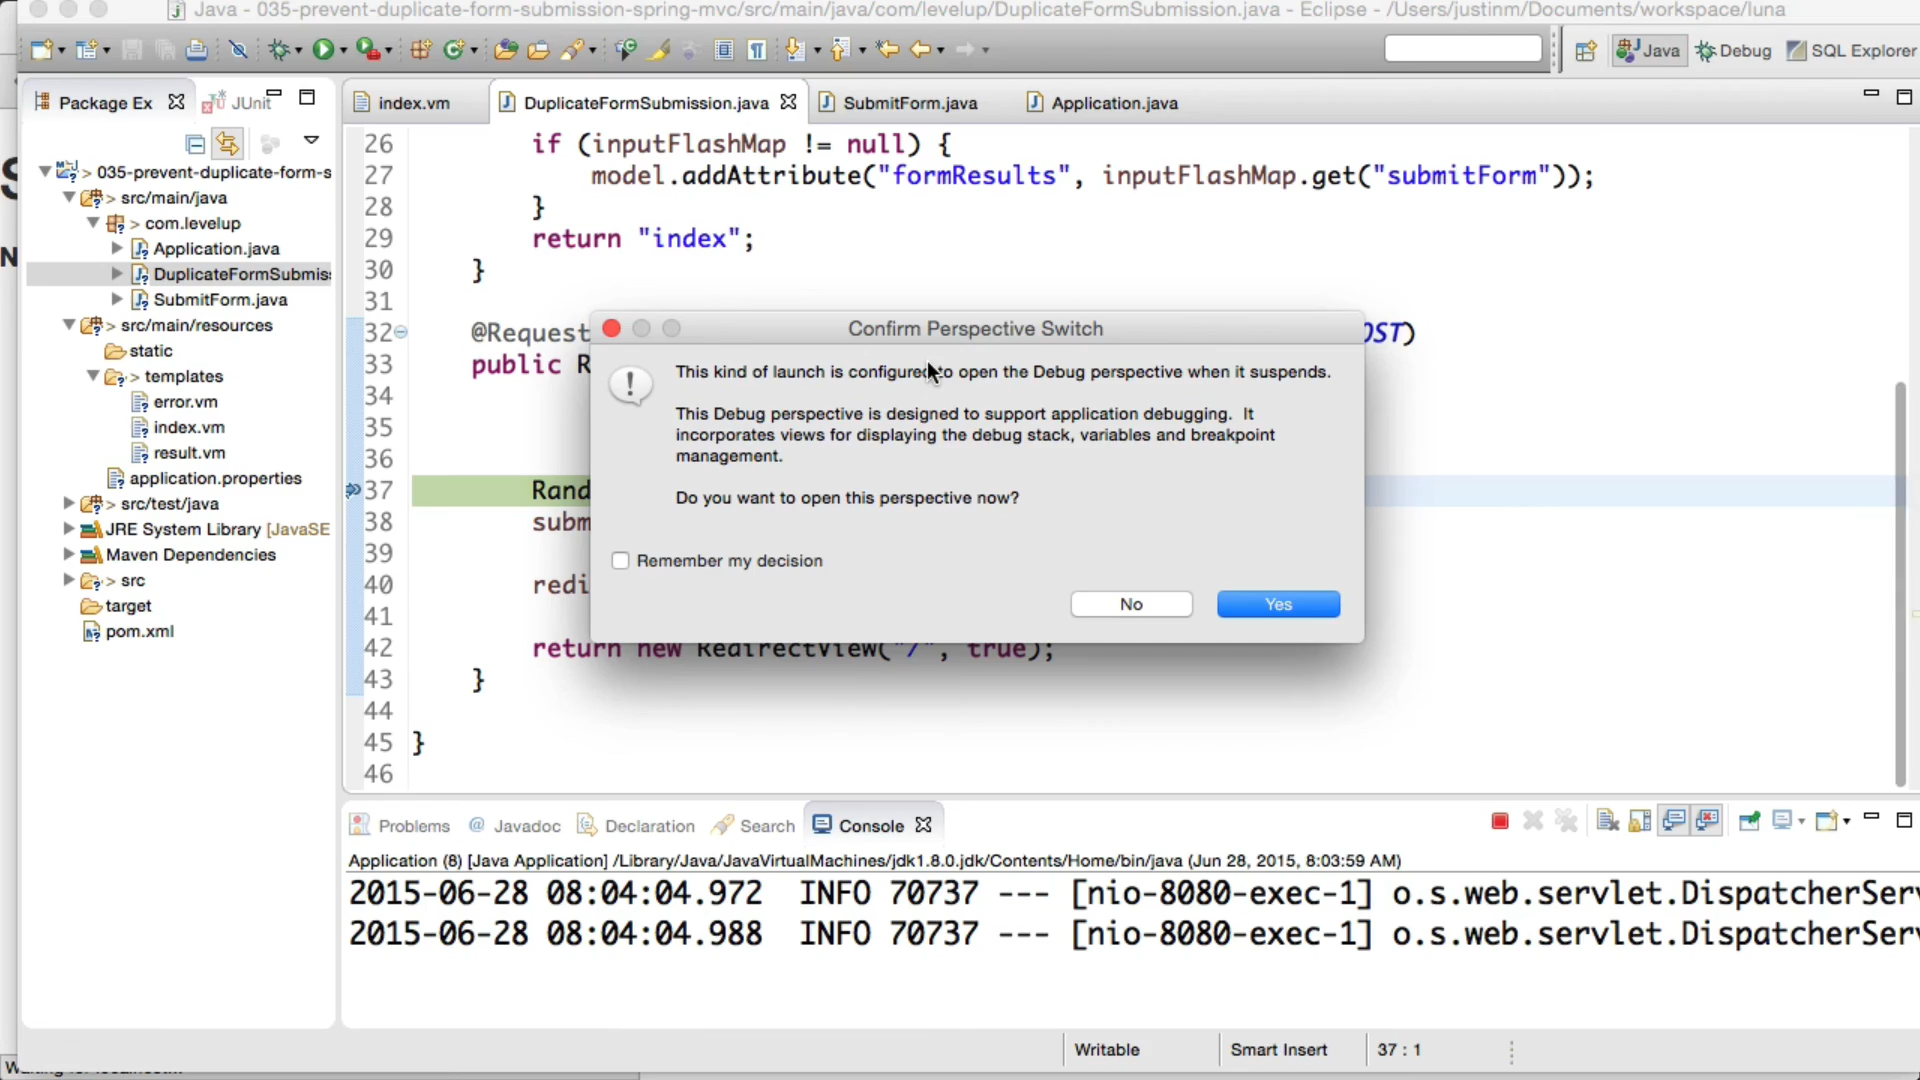 Java - 035-prevent-duplicate-form-submission-spring-mvc/src/main/java/com/levelup/DuplicateFormSubmission.java - Eclipse - /Users/justinm/Documents/workspace/luna
Java
Debug
SQL Explorer
Package Ex
JUnit
index.vm
DuplicateFormSubmission.java
SubmitForm.java
Application.java
> 035-prevent-duplicate-form-s
> src/main/java
> com.levelup
Application.java
DuplicateFormSubmis
SubmitForm.java
> src/main/resources
static
> templates
error.vm
index.vm
result.vm
application.properties
> src/test/java
JRE System Library [JavaSE
Maven Dependencies
> src
target
pom.xml
26 if (inputFlashMap != null) {
27 model.addAttribute("formResults", inputFlashMap.get("submitForm"));
28 }
29 return "index";
30 }
31
32 @Request OST)
33 public R
34
35
36
37 Rand
38 subm
39
40 redi
41
42 return new RedirectView("/", true);
43 }
44
45 }
46
Confirm Perspective Switch
This kind of launch is configured to open the Debug perspective when it suspends.
This Debug perspective is designed to support application debugging. It
incorporates views for displaying the debug stack, variables and breakpoint
management.
Do you want to open this perspective now?
Remember my decision
No
Yes
Problems
@ Javadoc
Declaration
Search
Console
Application (8) [Java Application] /Library/Java/JavaVirtualMachines/jdk1.8.0.jdk/Contents/Home/bin/java (Jun 28, 2015, 8:03:59 AM)
2015-06-28 08:04:04.972 INFO 70737 --- [nio-8080-exec-1] o.s.web.servlet.DispatcherServ
2015-06-28 08:04:04.988 INFO 70737 --- [nio-8080-exec-1] o.s.web.servlet.DispatcherServ
Writable
Smart Insert
37 : 1